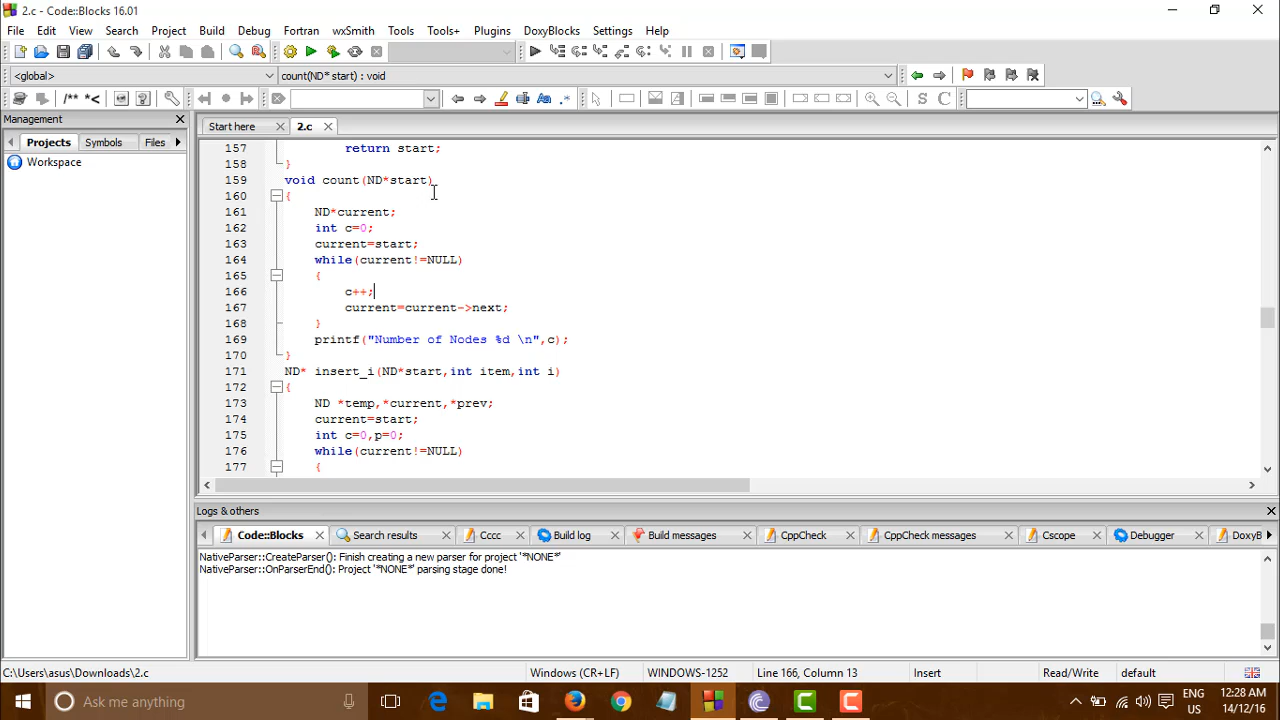 2.c - Code::Blocks 16.01
File Edit View Search Project Build Debug Fortran wxSmith Tools Tools+ Plugins DoxyBlocks Settings Help
<global> count(ND* start) : void
/** *<
S C
Management
Projects Symbols Files
Workspace
Start here 2.c
157 return start;
158 }
159 void count(ND*start)
160 {
161 ND*current;
162 int c=0;
163 current=start;
164 while(current!=NULL)
165 {
166 c++;
167 current=current->next;
168 }
169 printf("Number of Nodes %d \n",c);
170 }
171 ND* insert_i(ND*start,int item,int i)
172 {
173 ND *temp,*current,*prev;
174 current=start;
175 int c=0,p=0;
176 while(current!=NULL)
177 {
Logs & others
Code::Blocks Search results Cccc Build log Build messages CppCheck CppCheck messages Cscope Debugger DoxyB
NativeParser::CreateParser(): Finish creating a new parser for project '*NONE*'
NativeParser::OnParserEnd(): Project '*NONE*' parsing stage done!
C:\Users\asus\Downloads\2.c Windows (CR+LF) WINDOWS-1252 Line 166, Column 13 Insert Read/Write default
Ask me anything
ENG
US
12:28 AM
14/12/16